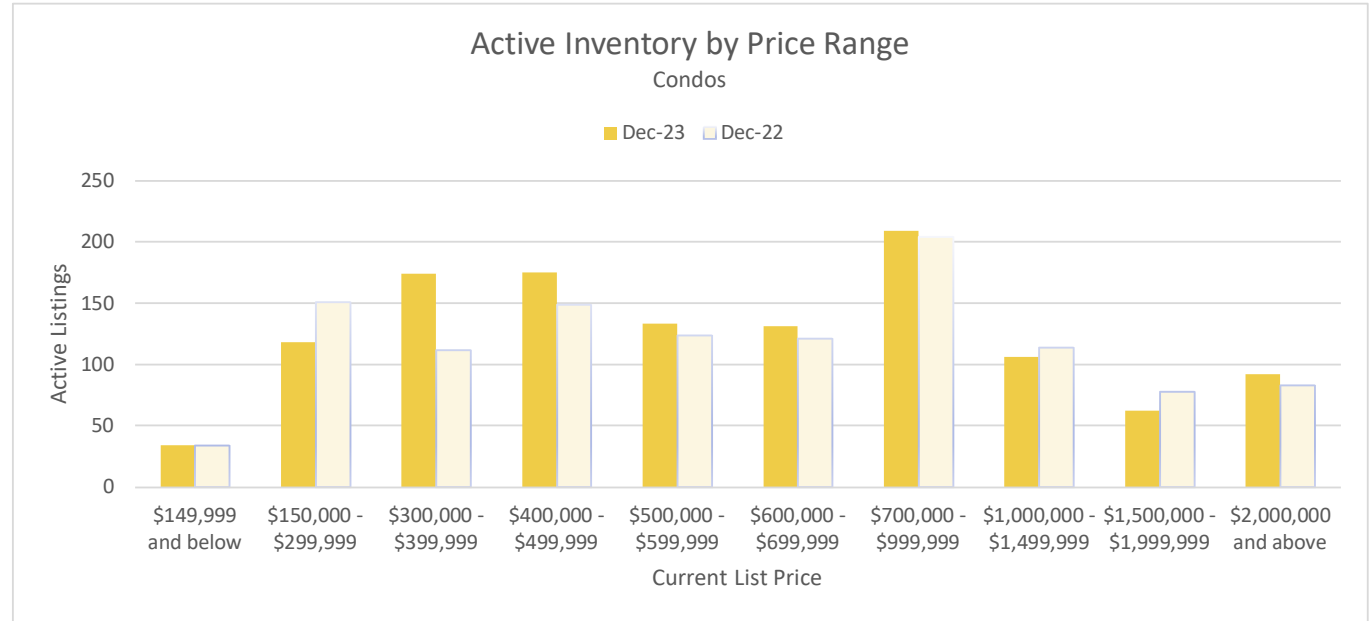 Active Inventory by Price Range
Condos
Dec-23 Dec-22
250
200
150
100
50
0
Active Listings
$149,999 $150,000 - $300,000 - $400,000 - $500,000 - $600,000 - $700,000 - $1,000,000 - $1,500,000 - $2,000,000
and below $299,999 $399,999 $499,999 $599,999 $699,999 $999,999 $1,499,999 $1,999,999 and above
Current List Price